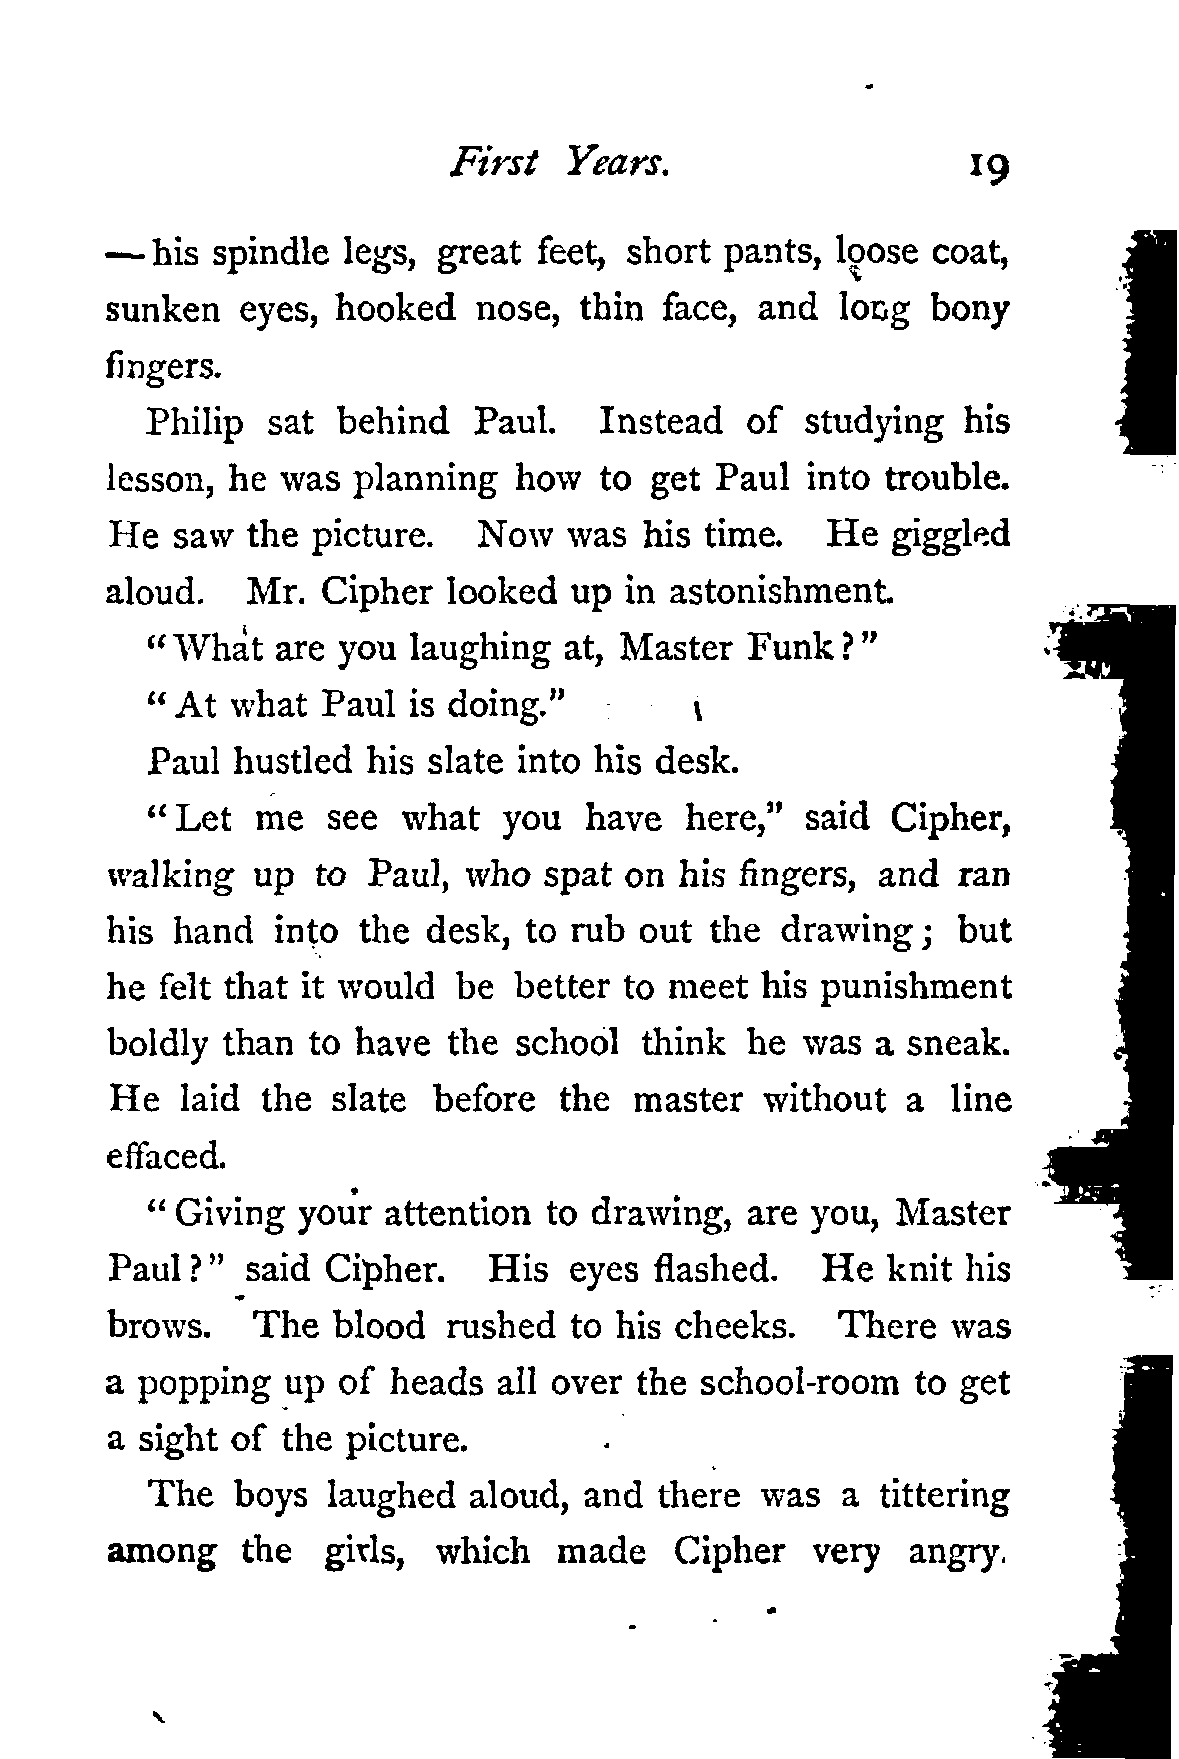 First Years. 19
— his spindle legs, great feet, short pants, loose coat,
sunken eyes, hooked nose, thin face, and long bony
fingers.
Philip sat behind Paul. Instead of studying his
lesson, he was planning how to get Paul into trouble.
He saw the picture. Now was his time. He giggled
aloud. Mr. Cipher looked up in astonishment.
"What are you laughing at, Master Funk?"
"At what Paul is doing."
Paul hustled his slate into his desk.
"Let me see what you have here," said Cipher,
walking up to Paul, who spat on his fingers, and ran
his hand into the desk, to rub out the drawing; but
he felt that it would be better to meet his punishment
boldly than to have the school think he was a sneak.
He laid the slate before the master without a line
effaced.
"Giving your attention to drawing, are you, Master
Paul?" said Cipher. His eyes flashed. He knit his
brows. The blood rushed to his cheeks. There was
a popping up of heads all over the school-room to get
a sight of the picture.
The boys laughed aloud, and there was a tittering
among the girls, which made Cipher very angry.